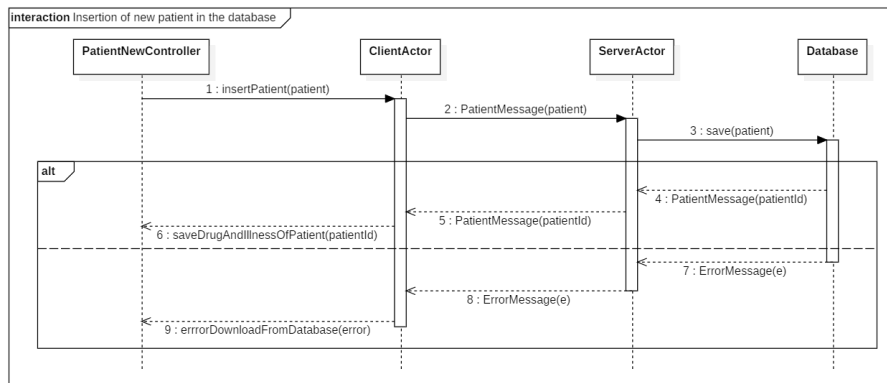 interaction Insertion of new patient in the database
PatientNewController
ClientActor
ServerActor
Database
1 : insertPatient(patient)
2 : PatientMessage(patient)
3 : save(patient)
alt
4 : PatientMessage(patientId)
5 : PatientMessage(patientId)
6 : saveDrugAndIllnessOfPatient(patientId)
7 : ErrorMessage(e)
8 : ErrorMessage(e)
9 : errrorDownloadFromDatabase(error)